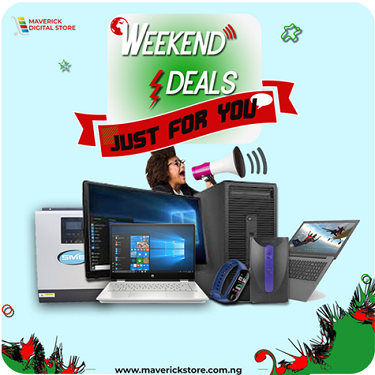 MAVERICK
DIGITAL STORE
WEEKEND
DEALS
JUST FOR YOU
www.maverickstore.com.ng